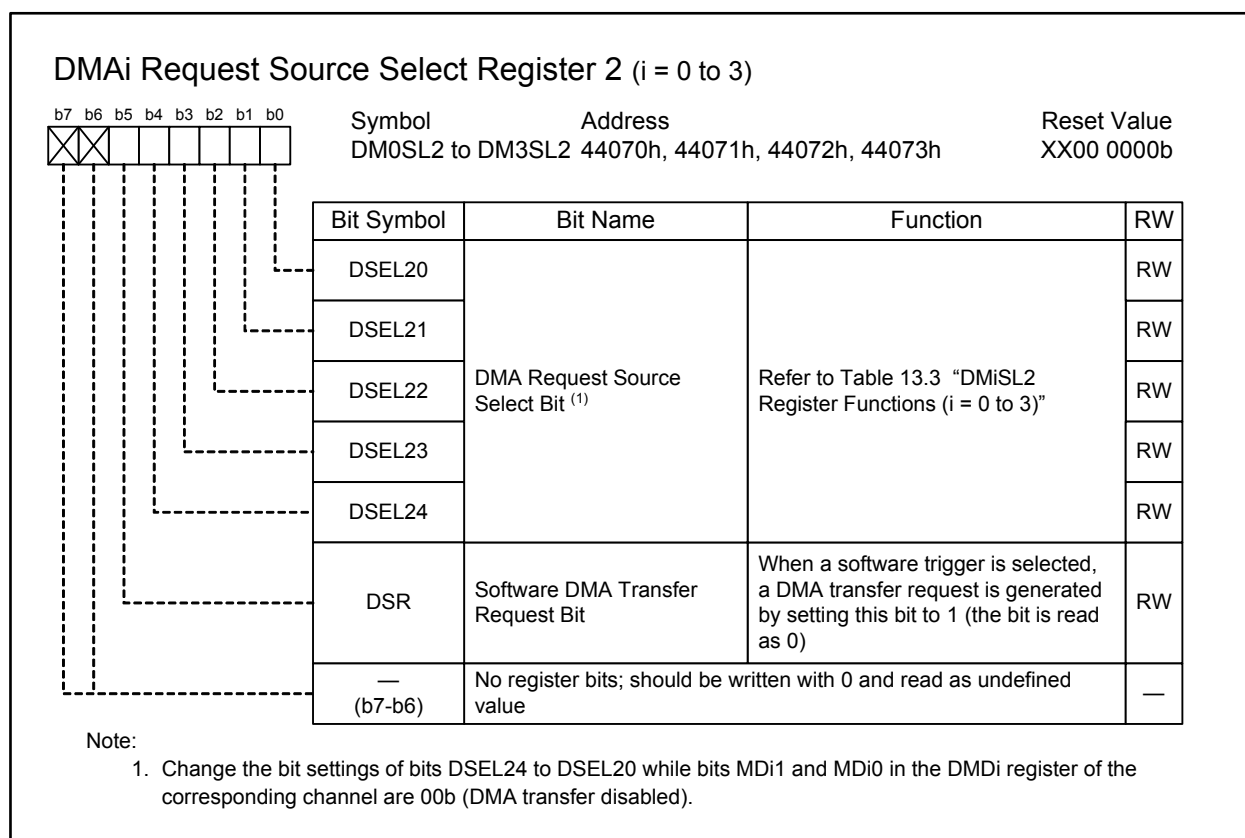 DMAi Request Source Select Register 2 (i = 0 to 3)
b7 b6 b5 b4 b3 b2 b1 b0
Symbol Address Reset Value
DM0SL2 to DM3SL2 44070h, 44071h, 44072h, 44073h XX00 0000b
Bit Symbol Bit Name Function RW
DSEL20 RW
DSEL21 RW
DSEL22 RW
DMA Request Source
Select Bit (1)
Refer to Table 13.3 “DMiSL2
Register Functions (i = 0 to 3)”
DSEL23 RW
DSEL24 RW
DSR
Software DMA Transfer
Request Bit
When a software trigger is selected,
a DMA transfer request is generated
by setting this bit to 1 (the bit is read
as 0)
RW
—
(b7-b6)
No register bits; should be written with 0 and read as undefined
value
—
Note:
1. Change the bit settings of bits DSEL24 to DSEL20 while bits MDi1 and MDi0 in the DMDi register of the
corresponding channel are 00b (DMA transfer disabled).